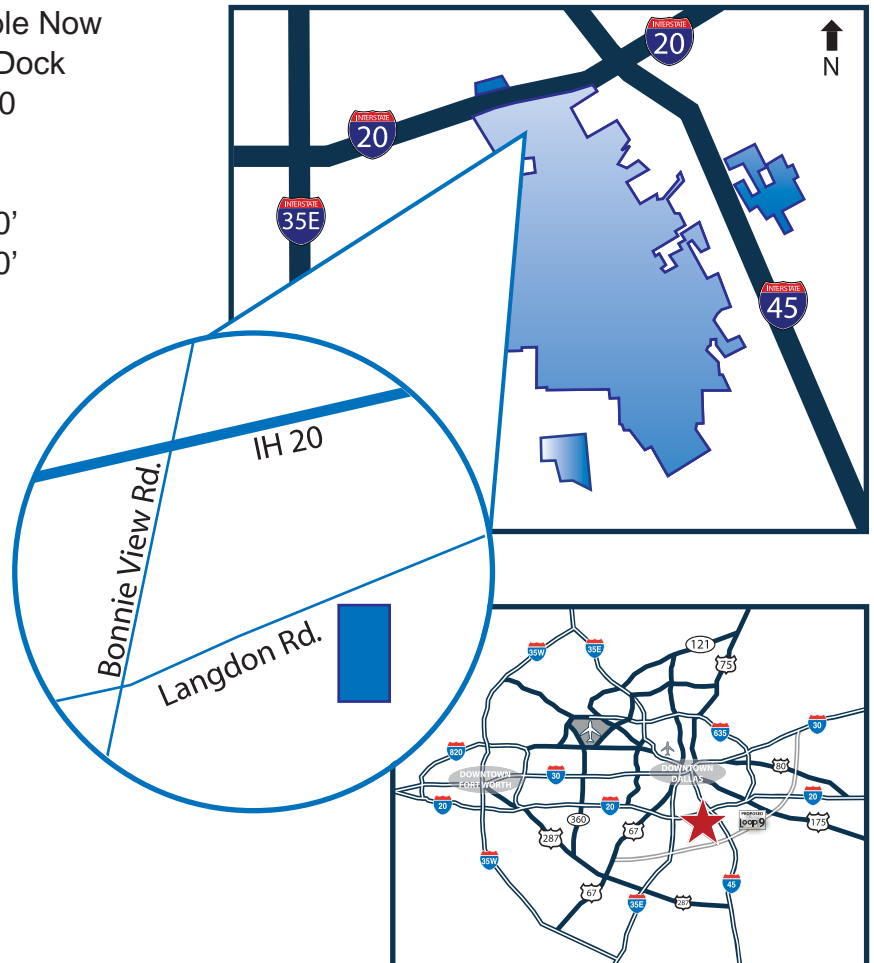 ble Now
Dock
0
0’
0’
INTERSTATE
20
N
INTERSTATE
20
INTERSTATE
35E
INTERSTATE
45
IH 20
Bonnie View Rd.
Langdon Rd.
121
35W
35E
75
30
635
820
DOWNTOWN
FORT WORTH
30
DOWNTOWN
DALLAS
80
20
20
20
360
PROPOSED
Loop 9
175
287
67
35W
45
67
35E
287